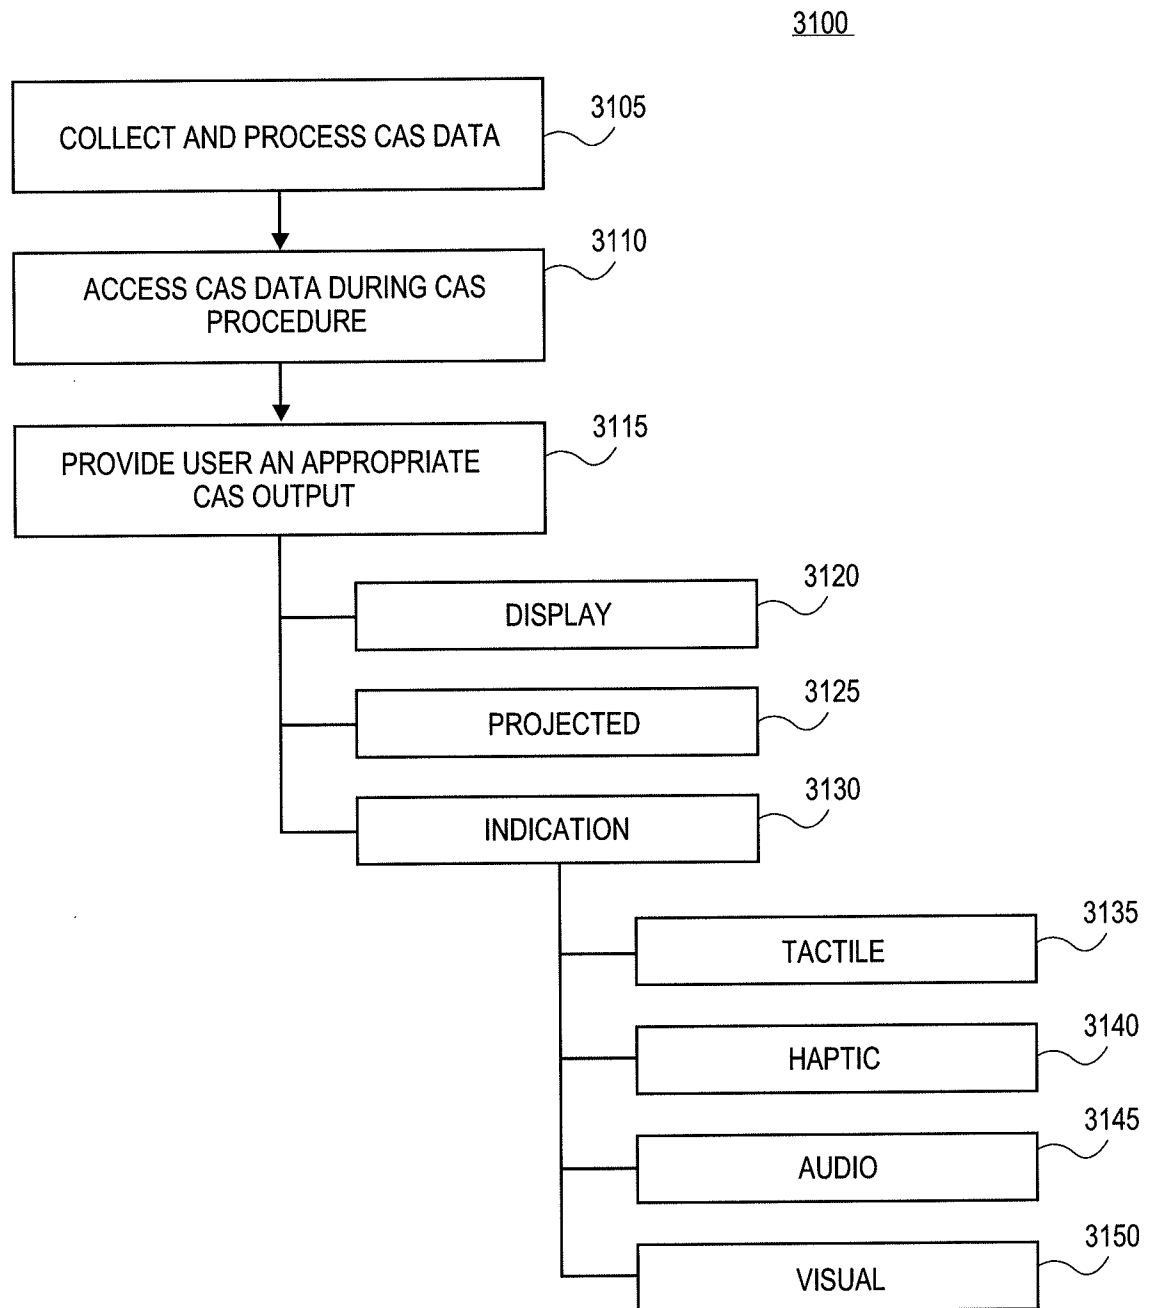 3100
3105
COLLECT AND PROCESS CAS DATA
3110
ACCESS CAS DATA DURING CAS
PROCEDURE
3115
PROVIDE USER AN APPROPRIATE
CAS OUTPUT
3120
DISPLAY
3125
PROJECTED
3130
INDICATION
3135
TACTILE
3140
HAPTIC
3145
AUDIO
3150
VISUAL